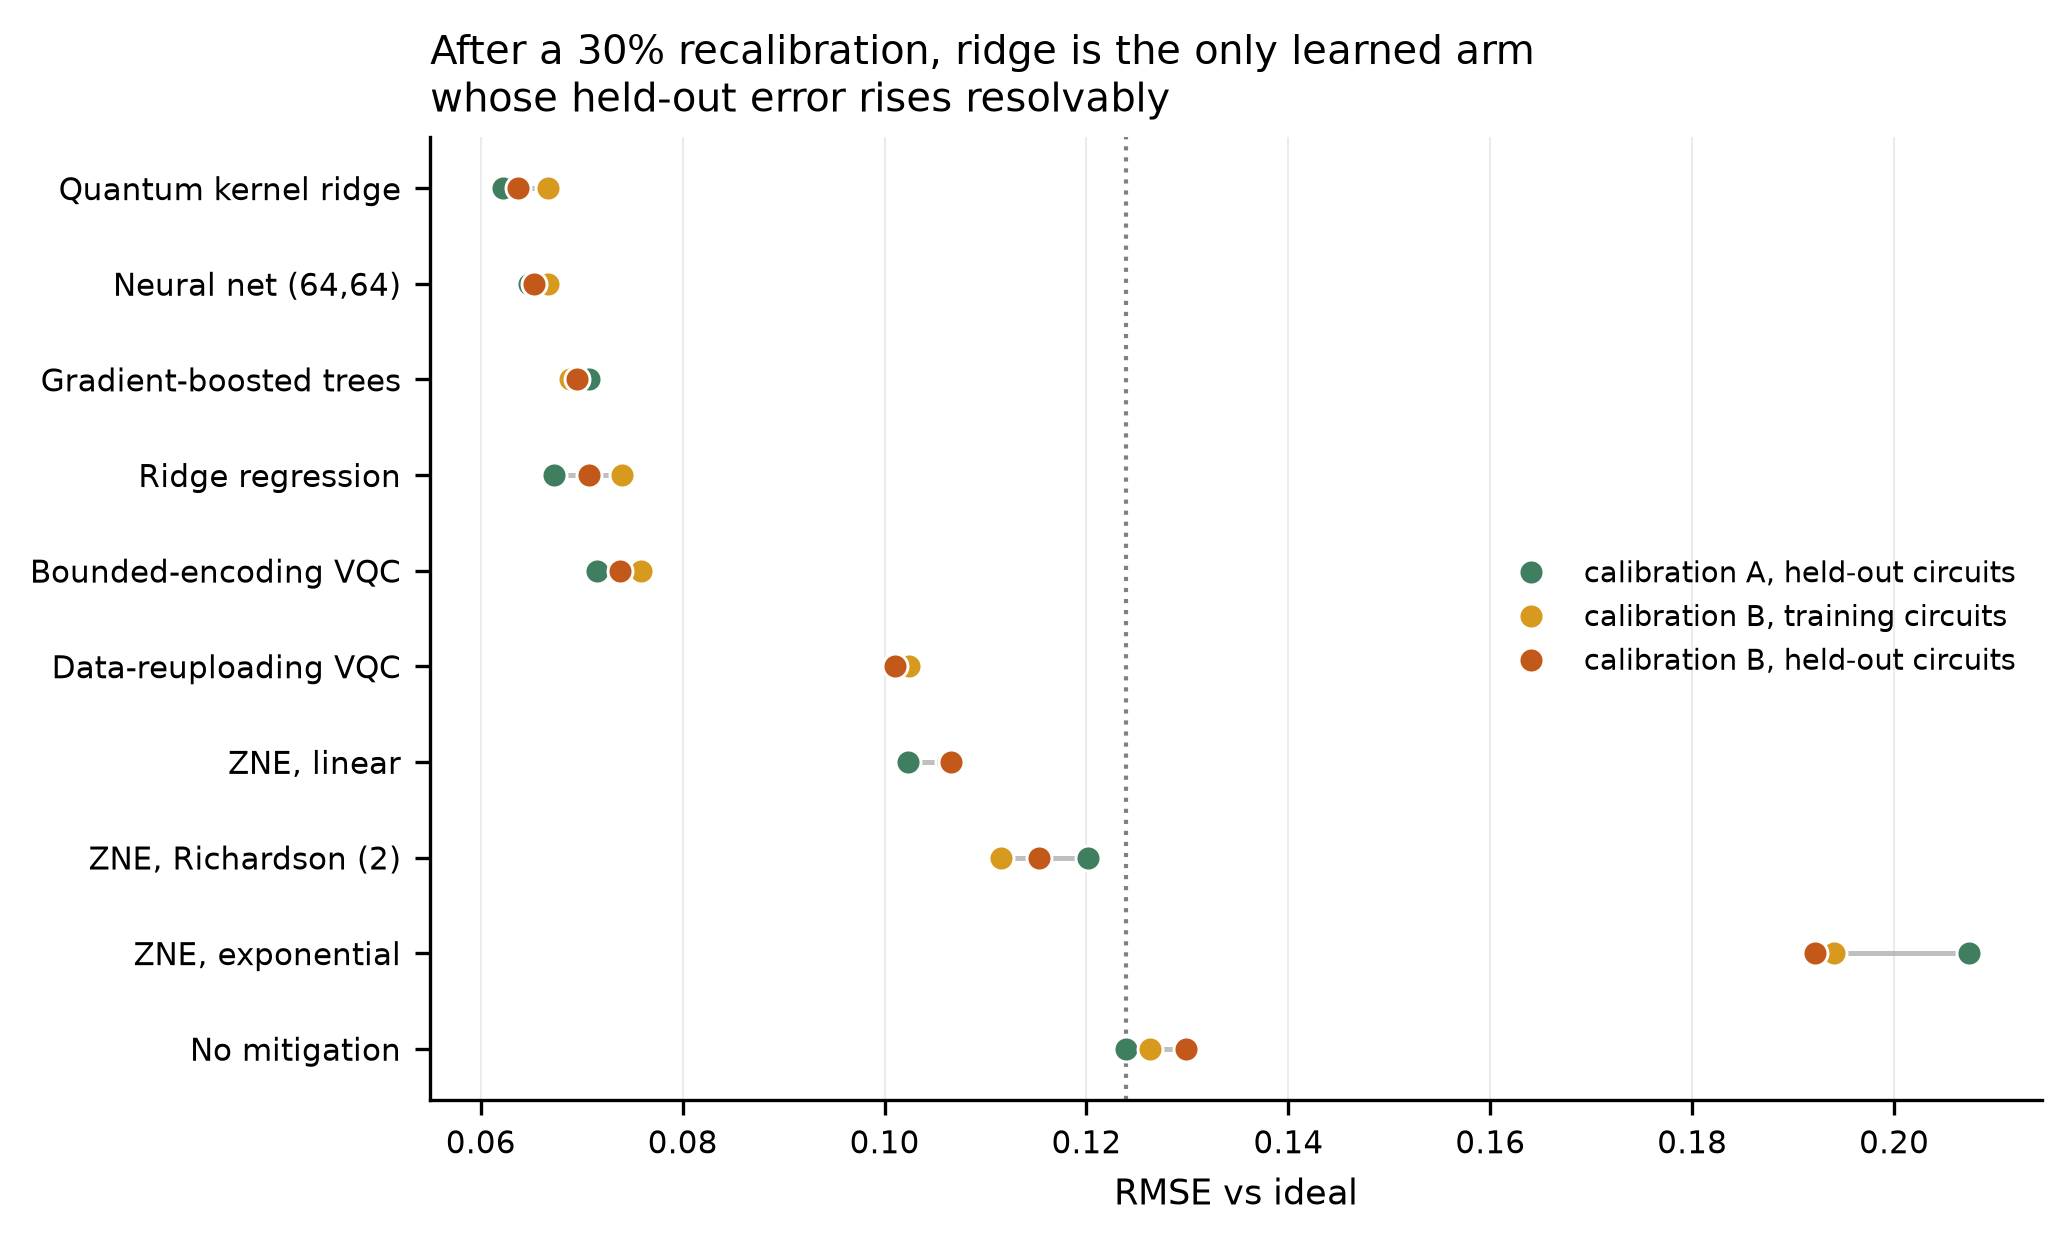 After a 30% recalibration, ridge is the only learned arm
whose held-out error rises resolvably
Quantum kernel ridge
Neural net (64,64)
Gradient-boosted trees
Ridge regression
Bounded-encoding VQC
Data-reuploading VQC
ZNE, linear
ZNE, Richardson (2)
ZNE, exponential
No mitigation
calibration A, held-out circuits
calibration B, training circuits
calibration B, held-out circuits
0.06 0.08 0.10 0.12 0.14 0.16 0.18 0.20
RMSE vs ideal